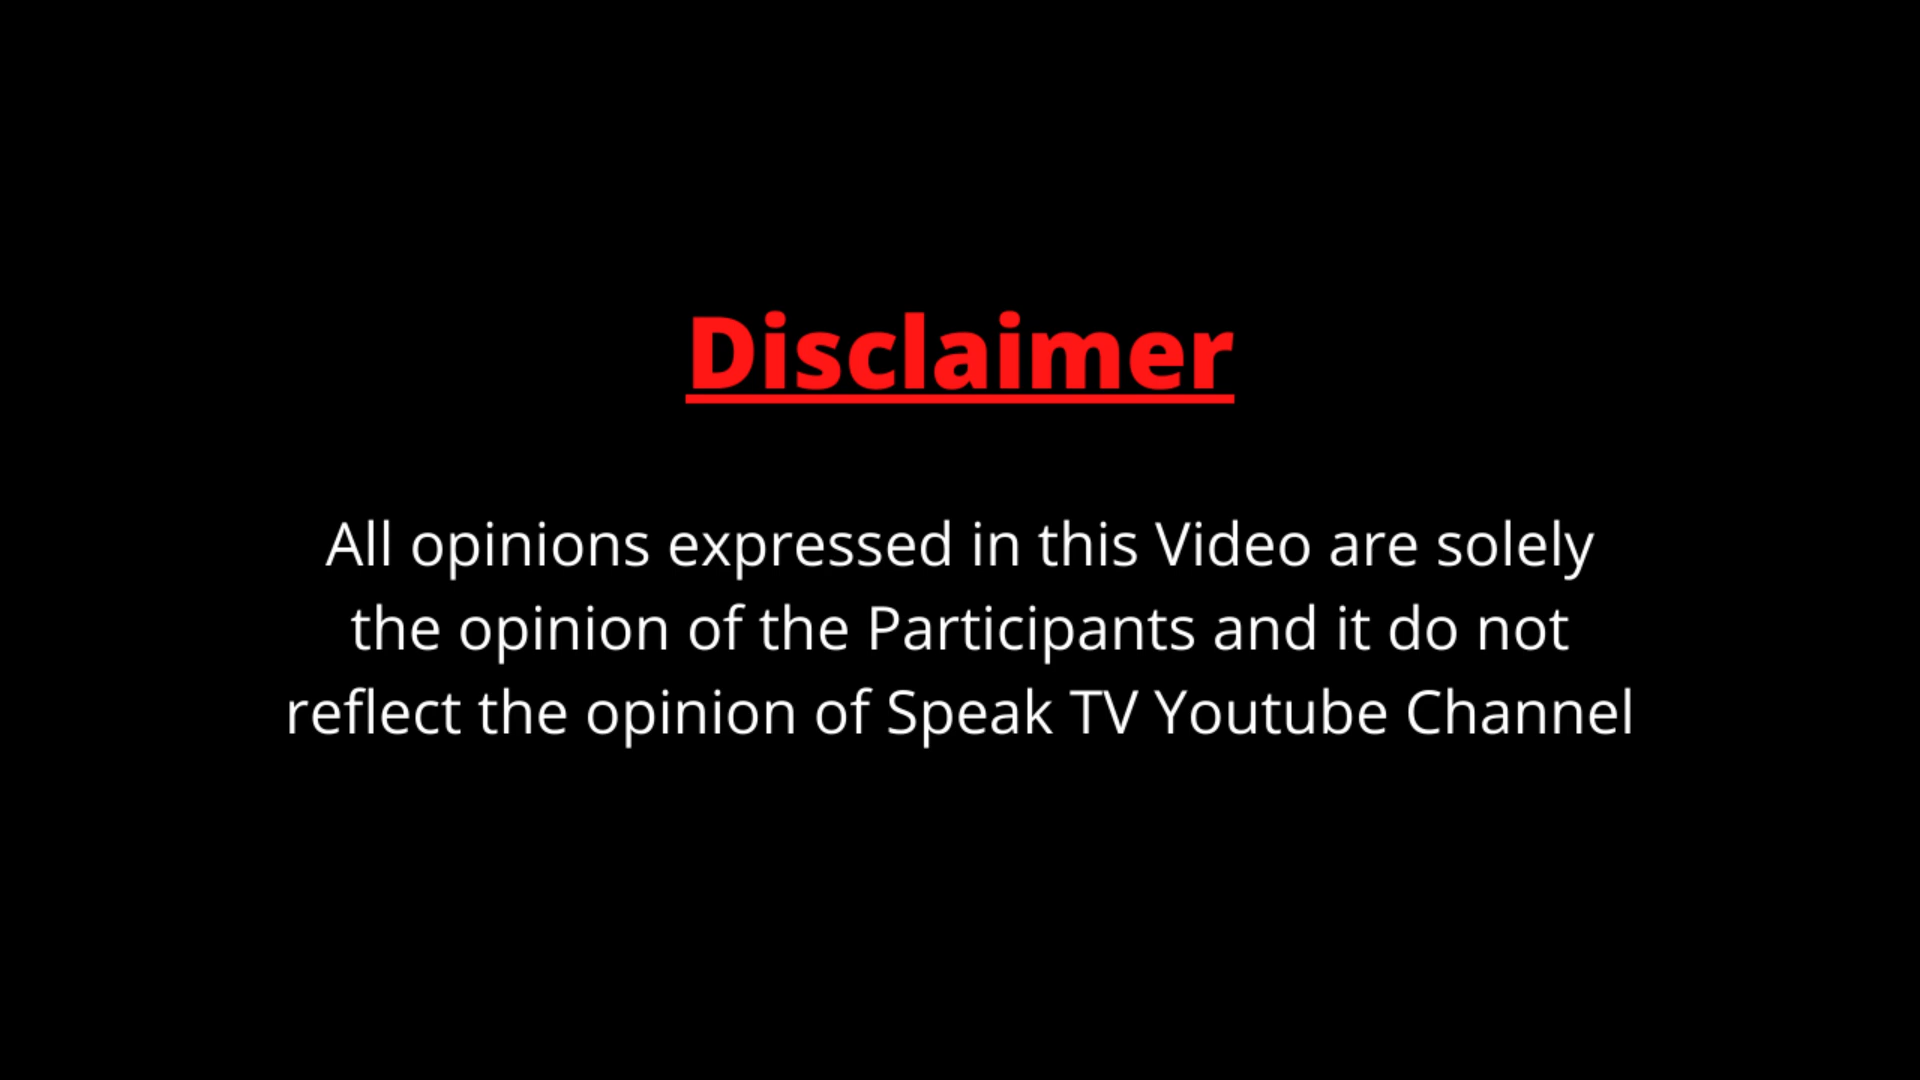 Disclaimer
All opinions expressed in this Video are solely
the opinion of the Participants and it do not
reflect the opinion of Speak TV Youtube Channel